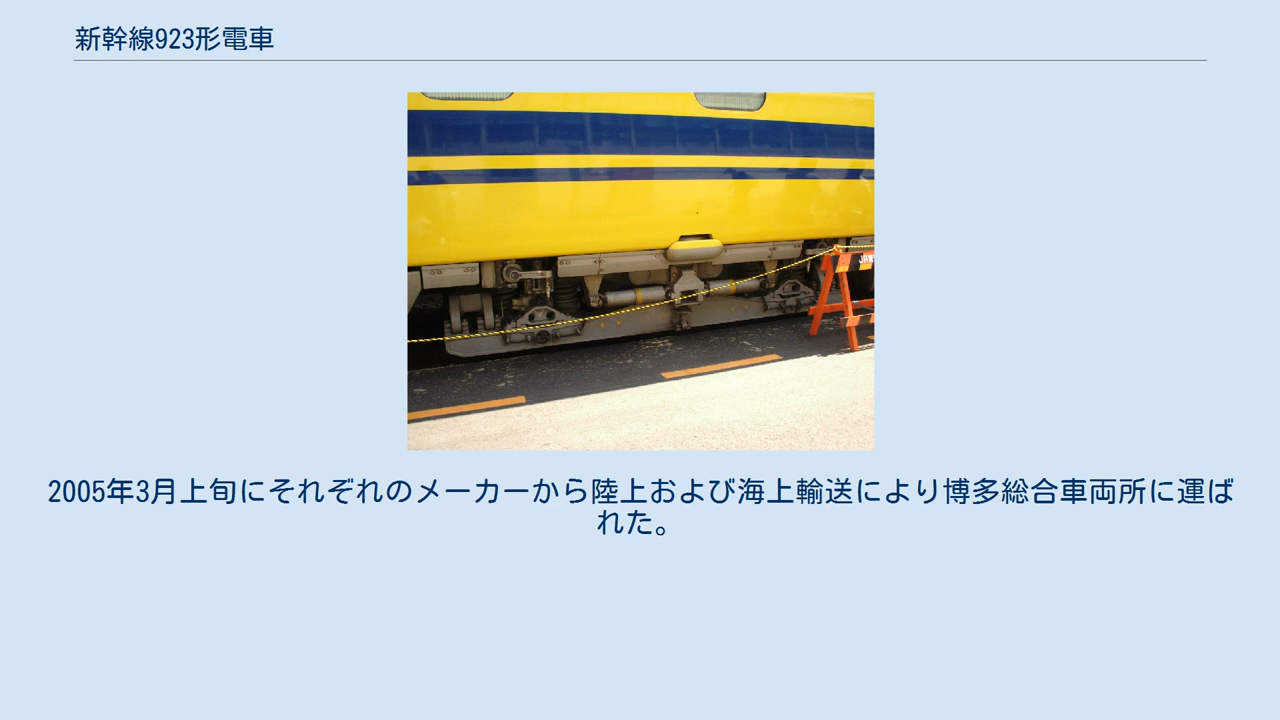 新幹線923形電車
2005年3月上旬にそれぞれのメーカーから陸上および海上輸送により博多総合車両所に運ば
れた。